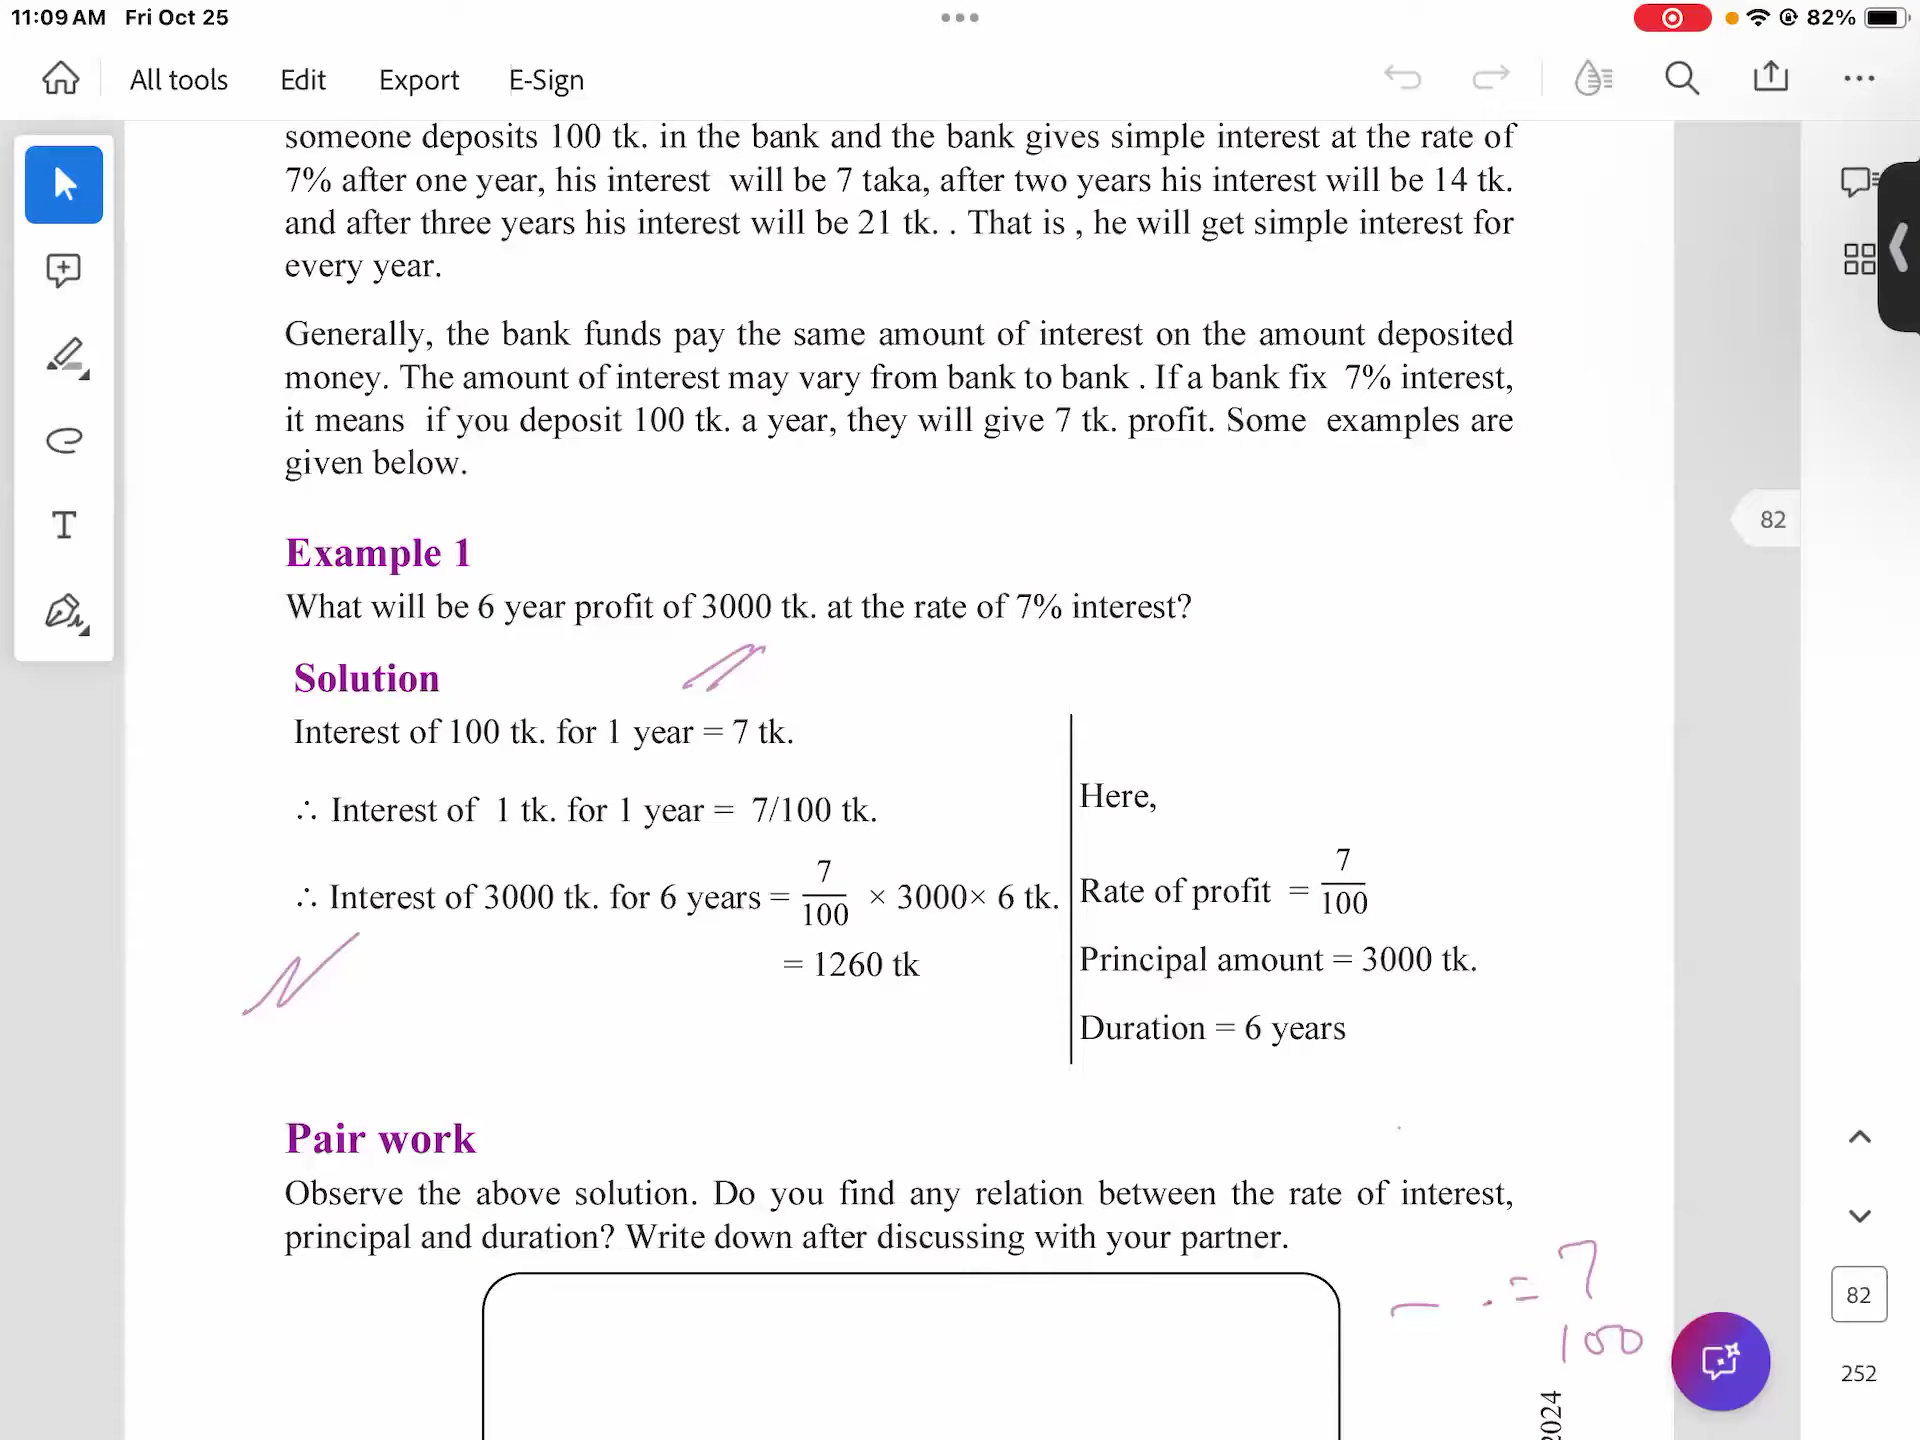 11:09 AM Fri Oct 25
82%
All tools Edit Export E-Sign
someone deposits 100 tk. in the bank and the bank gives simple interest at the rate of
7% after one year, his interest will be 7 taka, after two years his interest will be 14 tk.
and after three years his interest will be 21 tk. . That is , he will get simple interest for
every year.
Generally, the bank funds pay the same amount of interest on the amount deposited
money. The amount of interest may vary from bank to bank . If a bank fix 7% interest,
it means if you deposit 100 tk. a year, they will give 7 tk. profit. Some examples are
given below.
82
T
Example 1
What will be 6 year profit of 3000 tk. at the rate of 7% interest?
Solution
Interest of 100 tk. for 1 year = 7 tk.
∴ Interest of 1 tk. for 1 year = 7/100 tk.
∴ Interest of 3000 tk. for 6 years = 7/100 × 3000× 6 tk.
= 1260 tk
Here,
Rate of profit = 7/100
Principal amount = 3000 tk.
Duration = 6 years
Pair work
Observe the above solution. Do you find any relation between the rate of interest,
principal and duration? Write down after discussing with your partner.
= 7
100
82
252
2024